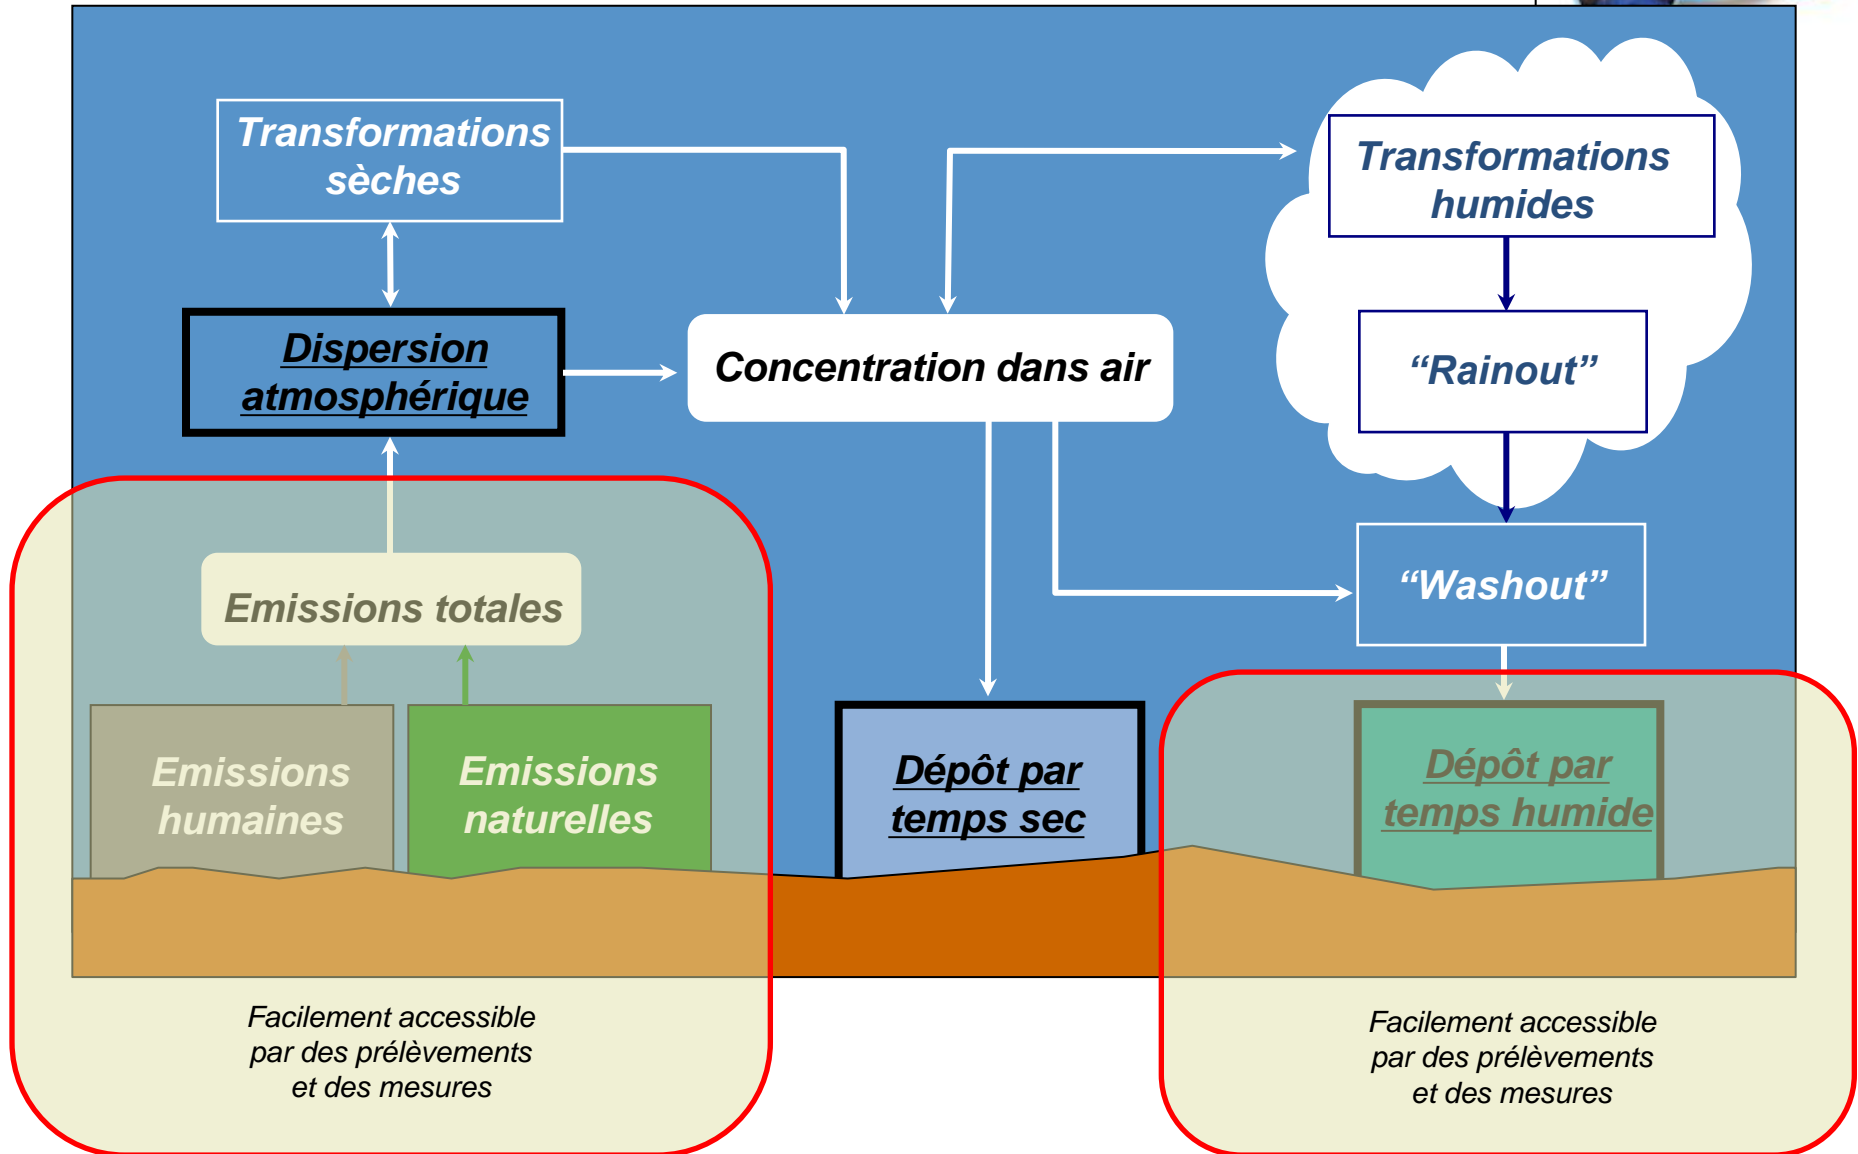 Transformations
sèches
Transformations
humides
Dispersion
atmosphérique
Concentration dans air
“Rainout”
Emissions totales
“Washout”
Emissions
humaines
Emissions
naturelles
Dépôt par
temps sec
Dépôt par
temps humide
Facilement accessible
par des prélèvements
et des mesures
Facilement accessible
par des prélèvements
et des mesures